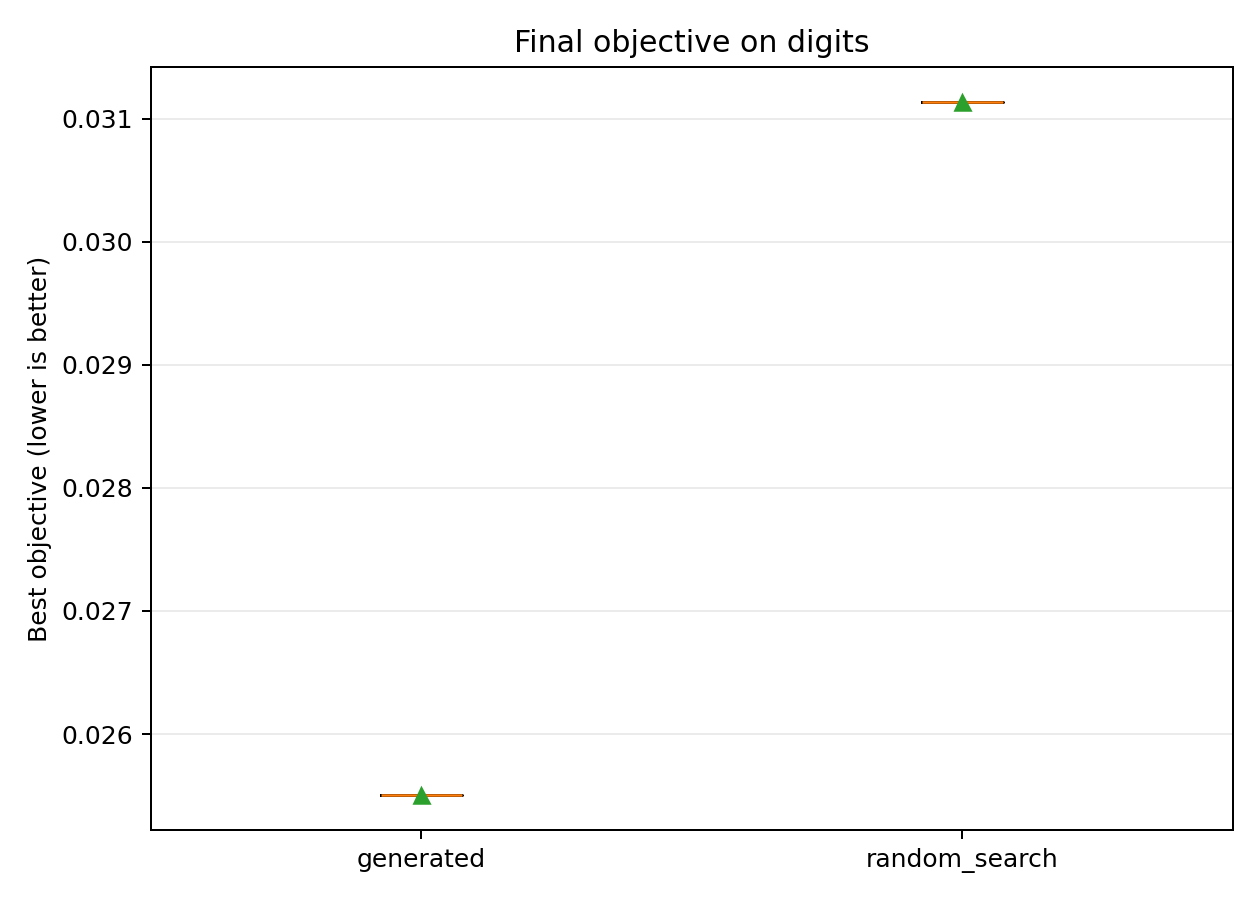 Final objective on digits
Best objective (lower is better)
0.031
0.030
0.029
0.028
0.027
0.026
generated
random_search